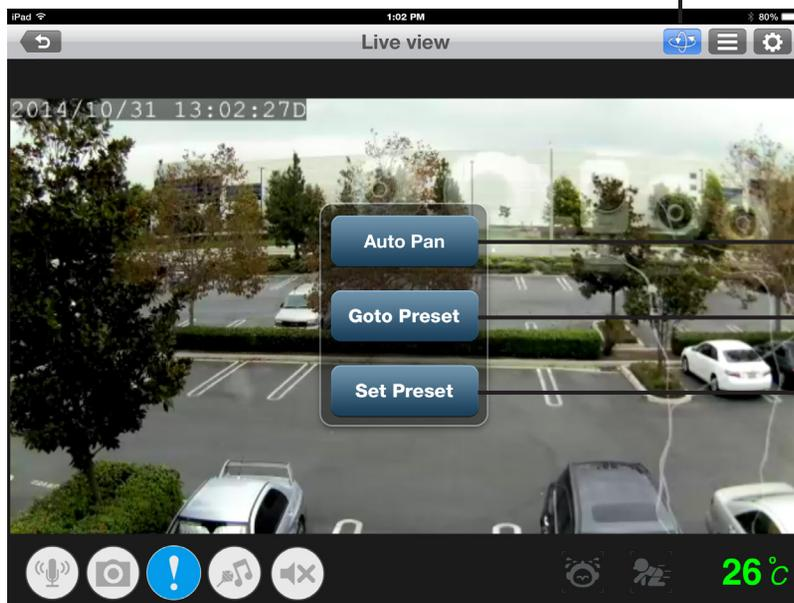 iPad 1:02 PM 80%
Live view
2014/10/31 13:02:27D
Auto Pan
Goto Preset
Set Preset
26°C